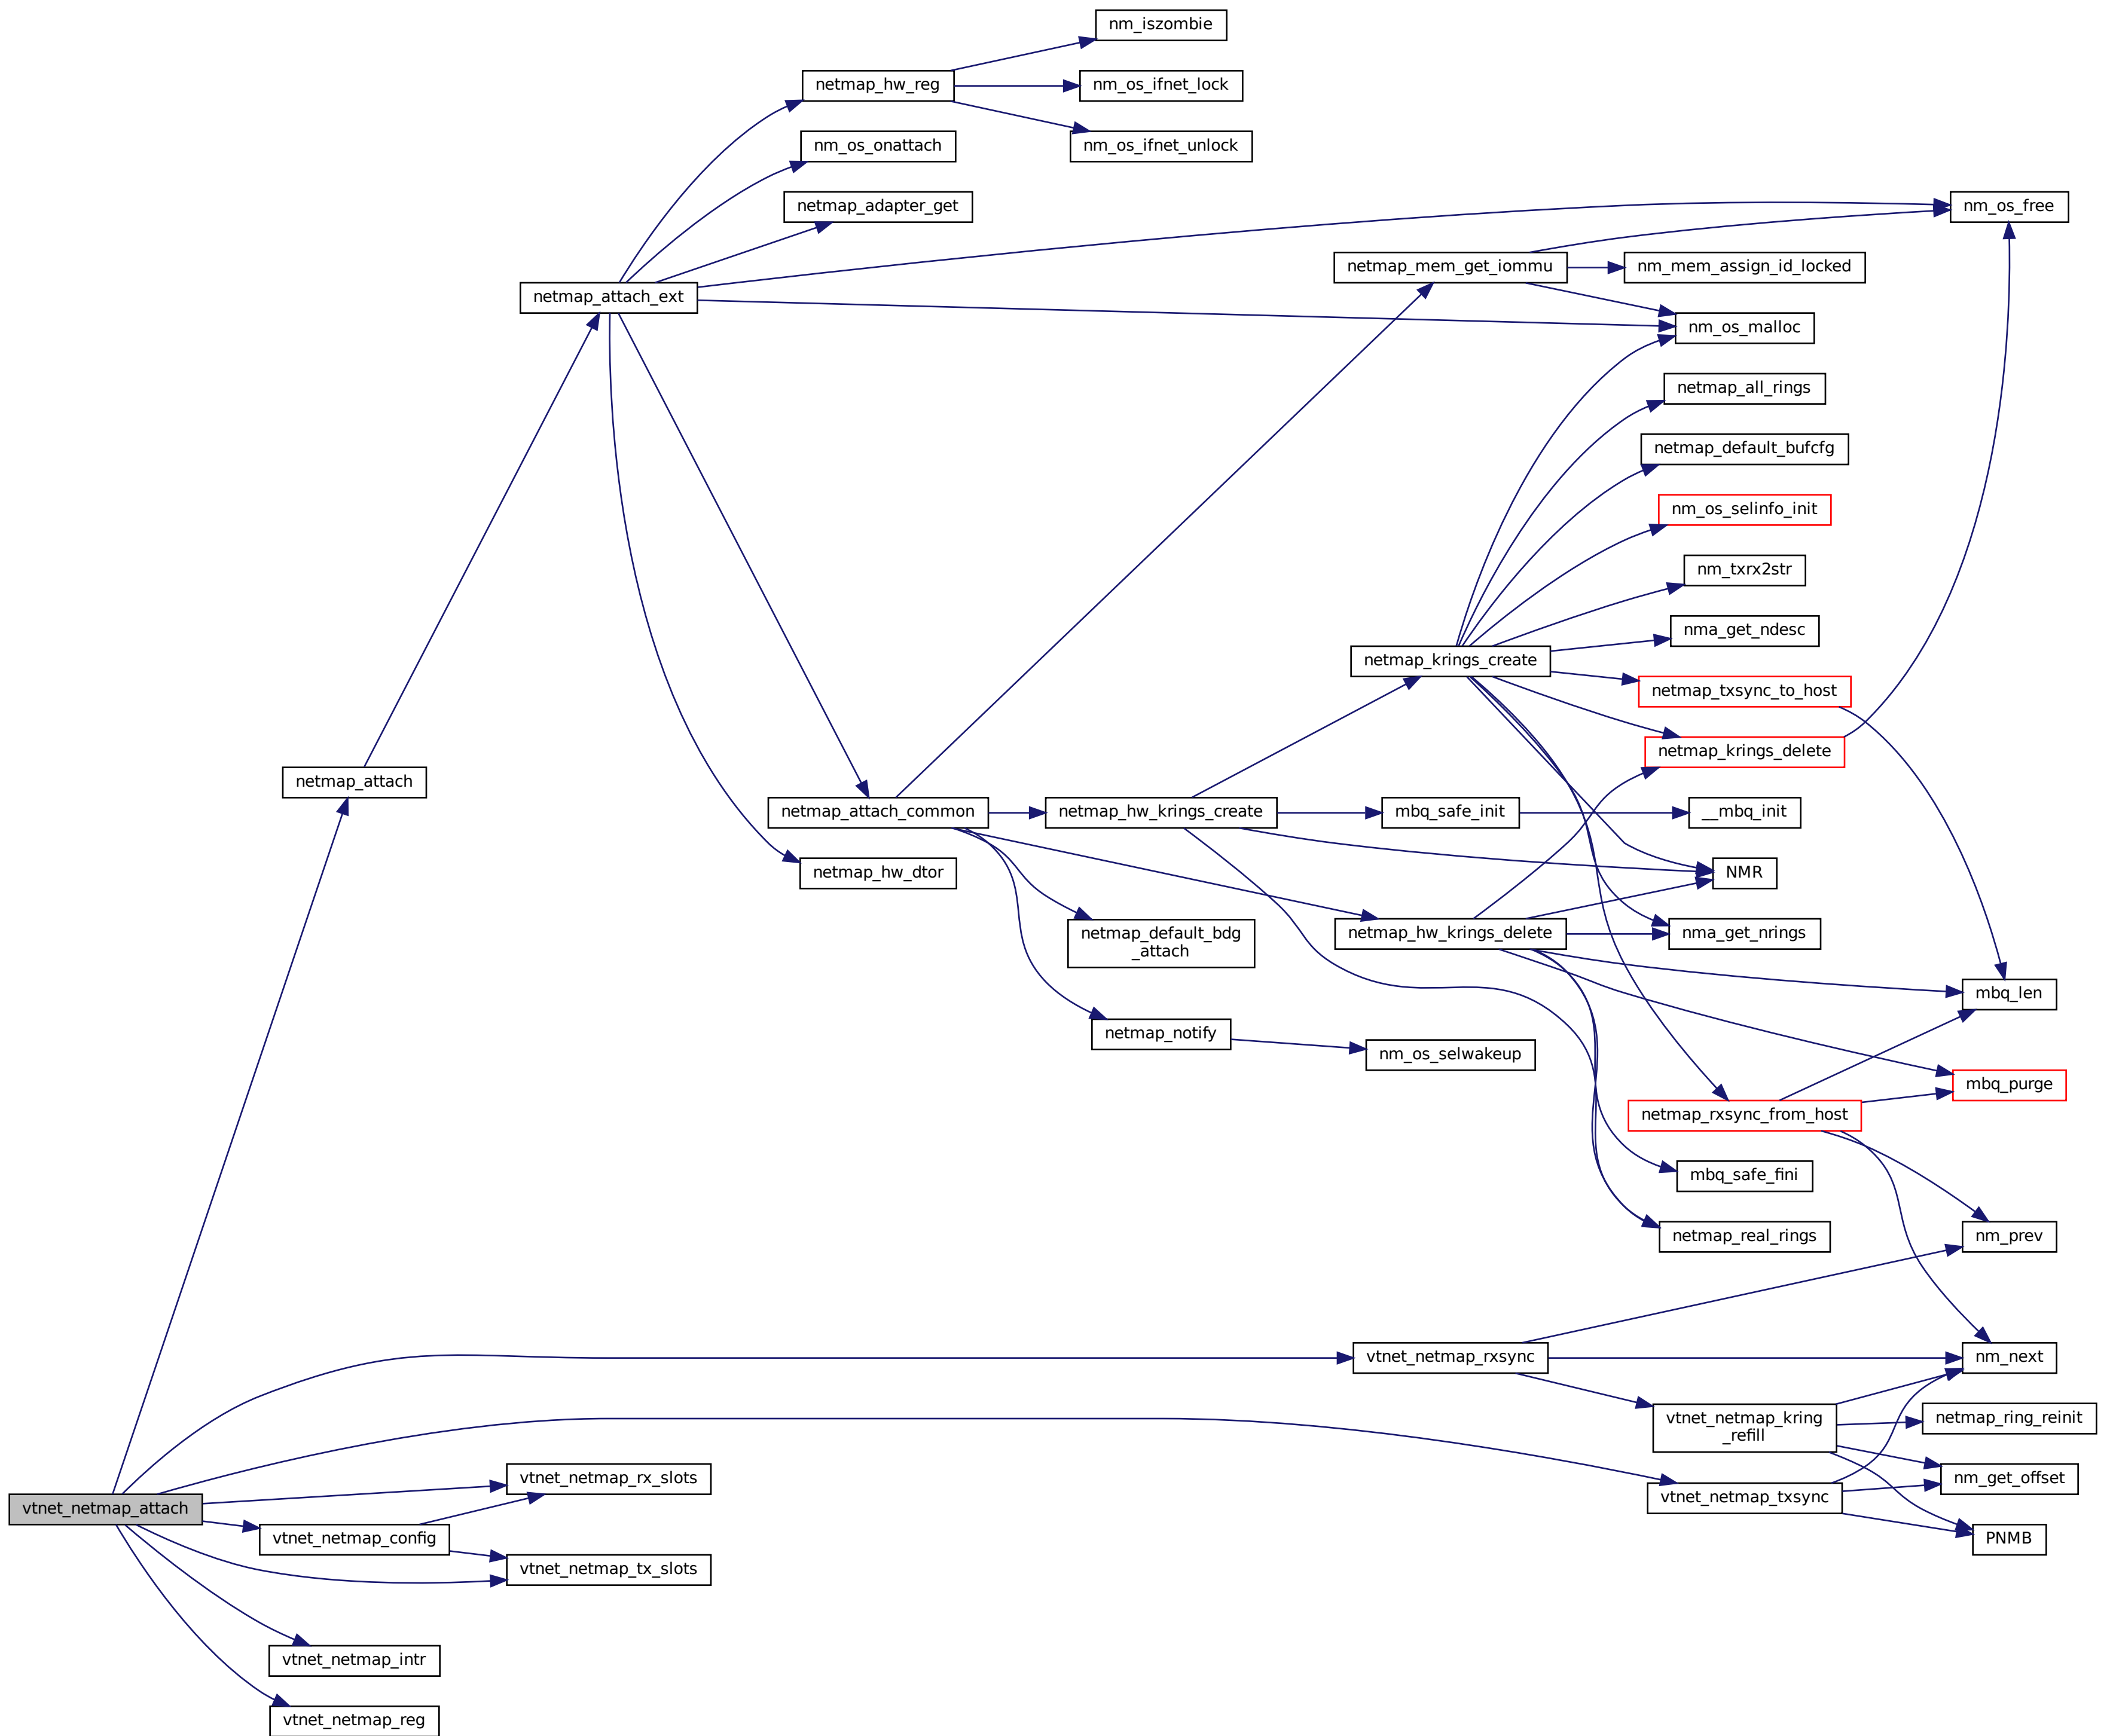 nm_iszombie
netmap_hw_reg
nm_os_ifnet_lock
nm_os_onattach
nm_os_ifnet_unlock
netmap_adapter_get
nm_os_free
netmap_attach_ext
netmap_mem_get_iommu
nm_mem_assign_id_locked
nm_os_malloc
netmap_all_rings
netmap_default_bufcfg
nm_os_selinfo_init
nm_txrx2str
nma_get_ndesc
netmap_krings_create
netmap_txsync_to_host
netmap_krings_delete
netmap_attach
netmap_attach_common
netmap_hw_krings_create
mbq_safe_init
__mbq_init
netmap_hw_dtor
NMR
netmap_default_bdg
_attach
netmap_hw_krings_delete
nma_get_nrings
mbq_len
netmap_notify
nm_os_selwakeup
mbq_purge
netmap_rxsync_from_host
mbq_safe_fini
netmap_real_rings
nm_prev
vtnet_netmap_rxsync
nm_next
vtnet_netmap_kring
_refill
netmap_ring_reinit
vtnet_netmap_rx_slots
nm_get_offset
vtnet_netmap_attach
vtnet_netmap_txsync
vtnet_netmap_config
PNMB
vtnet_netmap_tx_slots
vtnet_netmap_intr
vtnet_netmap_reg